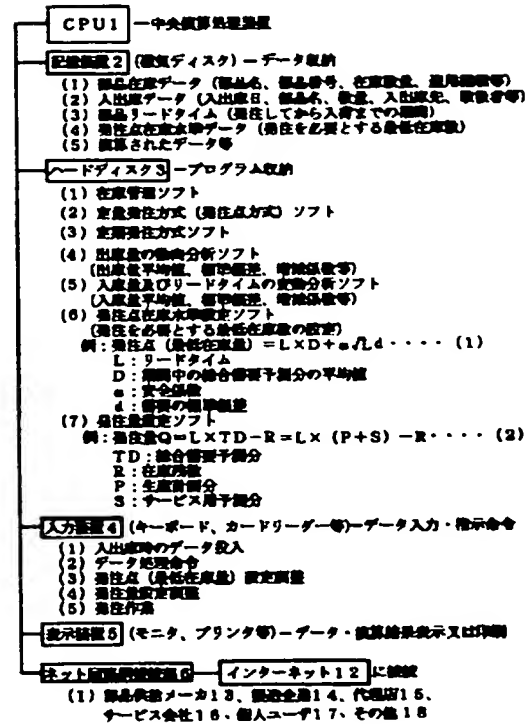 CPU1 ー中央演算処理装置
記憶装置2 (磁気ディスク) ーデータ収納
(1) 部品在庫データ (部品名、部品番号、在庫数量、適用機種等)
(2) 入出庫データ (入出庫日、部品名、数量、入出庫先、取扱者等)
(3) 部品リードタイム (発注してから入荷までの期間)
(4) 発注点在庫水準データ (発注を必要とする最低在庫数)
(5) 演算されたデータ等
ハードディスク3 ープログラム収納
(1) 在庫管理ソフト
(2) 定量発注方式 (発注点方式) ソフト
(3) 定期発注方式ソフト
(4) 出庫量の動向分析ソフト
(出庫量平均値、標準偏差、増減係数等)
(5) 入庫量及びリードタイムの変動分析ソフト
(入庫量平均値、標準偏差、増減係数等)
(6) 発注点在庫水準設定ソフト
(発注を必要とする最低在庫数の設定)
例：発注点 (最低在庫量) =L×D+α√Ld・・・・ (1)
L：リードタイム
D：期間中の総合需要予測分の平均値
α：安全係数
d：需要の標準偏差
(7) 発注量設定ソフト
例：発注量Q=L×TD−R=L× (P+S) −R・・・・ (2)
TD：総合需要予測分
R：在庫残数
P：生産計画分
S：サービス用予測分
入力装置4 (キーボード、カードリーダー等)ーデータ入力・指示命令
(1) 入出庫時のデータ投入
(2) データ処理命令
(3) 発注点 (最低在庫量) 設定調整
(4) 発注量設定調整
(5) 発注作業
表示装置5 (モニタ、プリンタ等)ーデータ・演算結果表示又は印刷
ネット 6 インターネット12 に接続
(1) 部品供給メーカ13、製造企業14、代理店15、
サービス会社16、個人ユーザ17、その他18